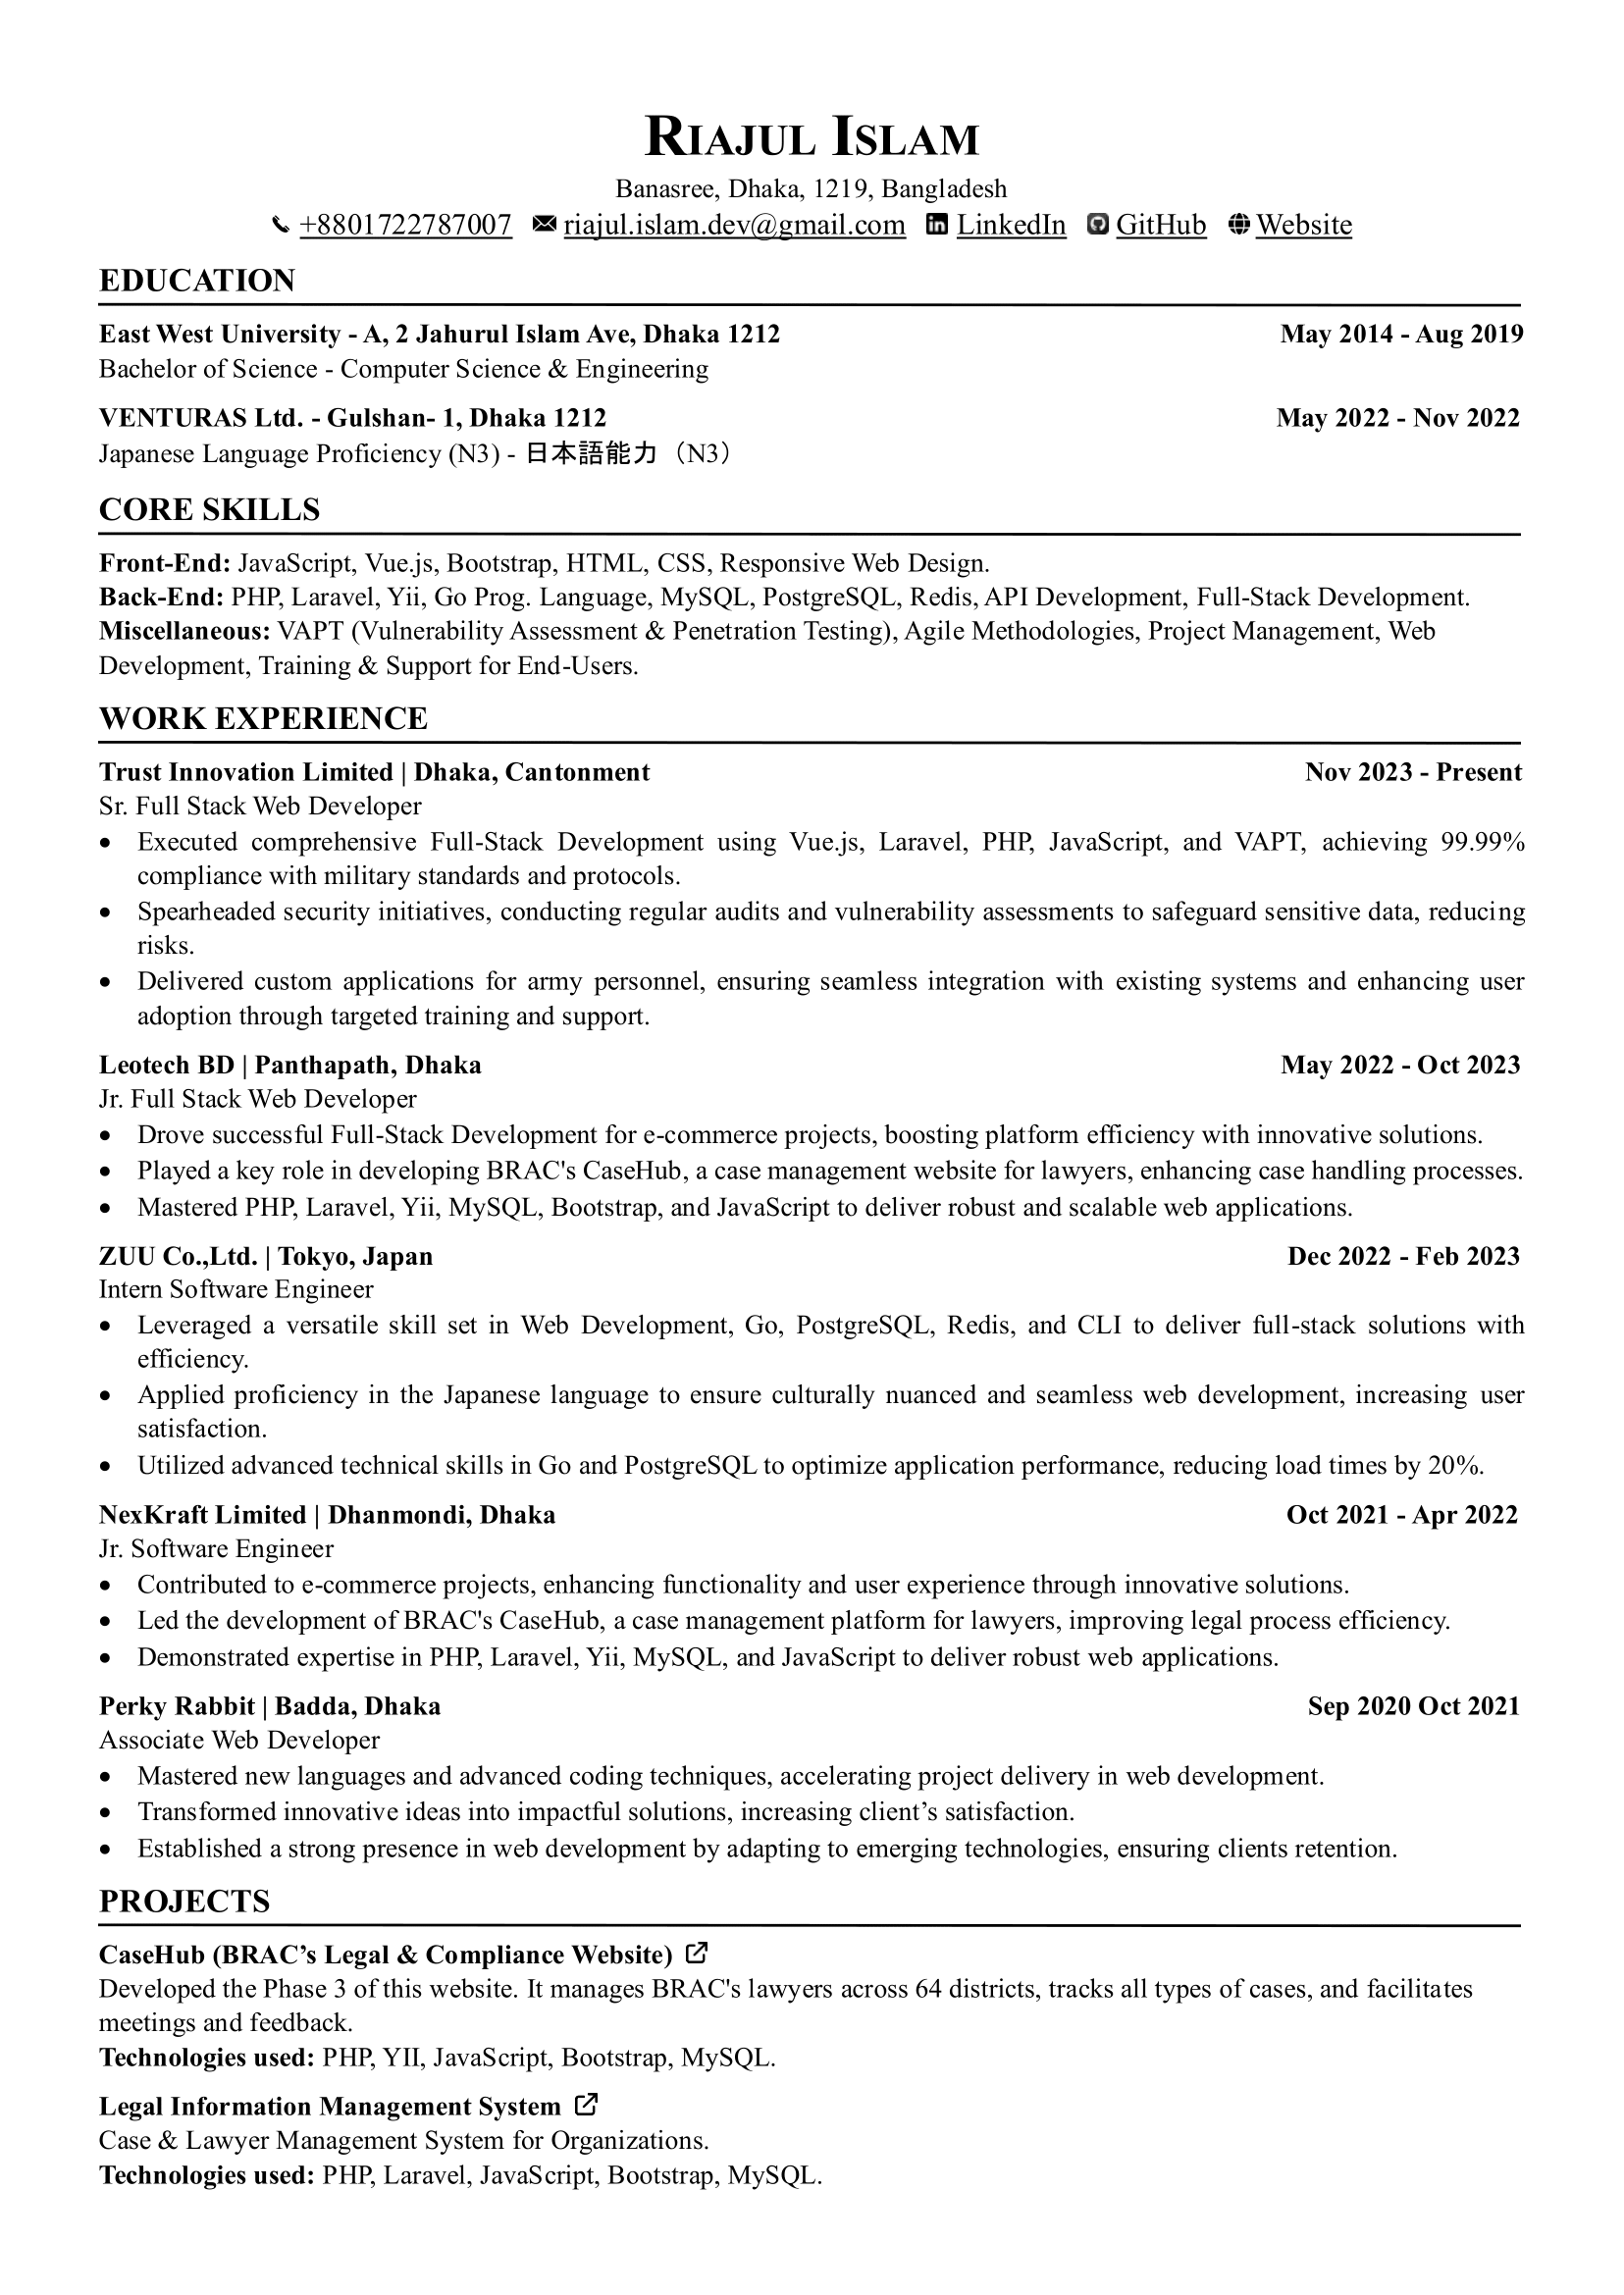 Riajul Islam
Banasree, Dhaka, 1219, Bangladesh
+8801722787007 riajul.islam.dev@gmail.com LinkedIn GitHub Website
EDUCATION
East West University - A, 2 Jahurul Islam Ave, Dhaka 1212 May 2014 - Aug 2019
Bachelor of Science - Computer Science & Engineering
VENTURAS Ltd. - Gulshan- 1, Dhaka 1212 May 2022 - Nov 2022
Japanese Language Proficiency (N3) - 日本語能力（N3）
CORE SKILLS
Front-End: JavaScript, Vue.js, Bootstrap, HTML, CSS, Responsive Web Design.
Back-End: PHP, Laravel, Yii, Go Prog. Language, MySQL, PostgreSQL, Redis, API Development, Full-Stack Development.
Miscellaneous: VAPT (Vulnerability Assessment & Penetration Testing), Agile Methodologies, Project Management, Web
Development, Training & Support for End-Users.
WORK EXPERIENCE
Trust Innovation Limited | Dhaka, Cantonment Nov 2023 - Present
Sr. Full Stack Web Developer
• Executed comprehensive Full-Stack Development using Vue.js, Laravel, PHP, JavaScript, and VAPT, achieving 99.99%
compliance with military standards and protocols.
• Spearheaded security initiatives, conducting regular audits and vulnerability assessments to safeguard sensitive data, reducing
risks.
• Delivered custom applications for army personnel, ensuring seamless integration with existing systems and enhancing user
adoption through targeted training and support.
Leotech BD | Panthapath, Dhaka May 2022 - Oct 2023
Jr. Full Stack Web Developer
• Drove successful Full-Stack Development for e-commerce projects, boosting platform efficiency with innovative solutions.
• Played a key role in developing BRAC's CaseHub, a case management website for lawyers, enhancing case handling processes.
• Mastered PHP, Laravel, Yii, MySQL, Bootstrap, and JavaScript to deliver robust and scalable web applications.
ZUU Co.,Ltd. | Tokyo, Japan Dec 2022 - Feb 2023
Intern Software Engineer
• Leveraged a versatile skill set in Web Development, Go, PostgreSQL, Redis, and CLI to deliver full-stack solutions with
efficiency.
• Applied proficiency in the Japanese language to ensure culturally nuanced and seamless web development, increasing user
satisfaction.
• Utilized advanced technical skills in Go and PostgreSQL to optimize application performance, reducing load times by 20%.
NexKraft Limited | Dhanmondi, Dhaka Oct 2021 - Apr 2022
Jr. Software Engineer
• Contributed to e-commerce projects, enhancing functionality and user experience through innovative solutions.
• Led the development of BRAC's CaseHub, a case management platform for lawyers, improving legal process efficiency.
• Demonstrated expertise in PHP, Laravel, Yii, MySQL, and JavaScript to deliver robust web applications.
Perky Rabbit | Badda, Dhaka Sep 2020 Oct 2021
Associate Web Developer
• Mastered new languages and advanced coding techniques, accelerating project delivery in web development.
• Transformed innovative ideas into impactful solutions, increasing client’s satisfaction.
• Established a strong presence in web development by adapting to emerging technologies, ensuring clients retention.
PROJECTS
CaseHub (BRAC’s Legal & Compliance Website)
Developed the Phase 3 of this website. It manages BRAC's lawyers across 64 districts, tracks all types of cases, and facilitates
meetings and feedback.
Technologies used: PHP, YII, JavaScript, Bootstrap, MySQL.
Legal Information Management System
Case & Lawyer Management System for Organizations.
Technologies used: PHP, Laravel, JavaScript, Bootstrap, MySQL.